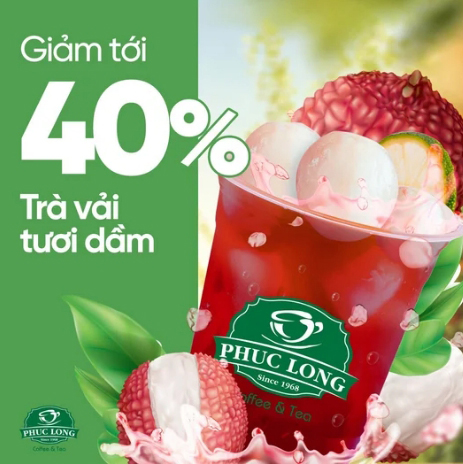 Giảm tới
40%
Trà vải
tươi dầm
PHUC LONG
Since 1968
Coffee & Tea
PHUC LONG
Coffee & Tea